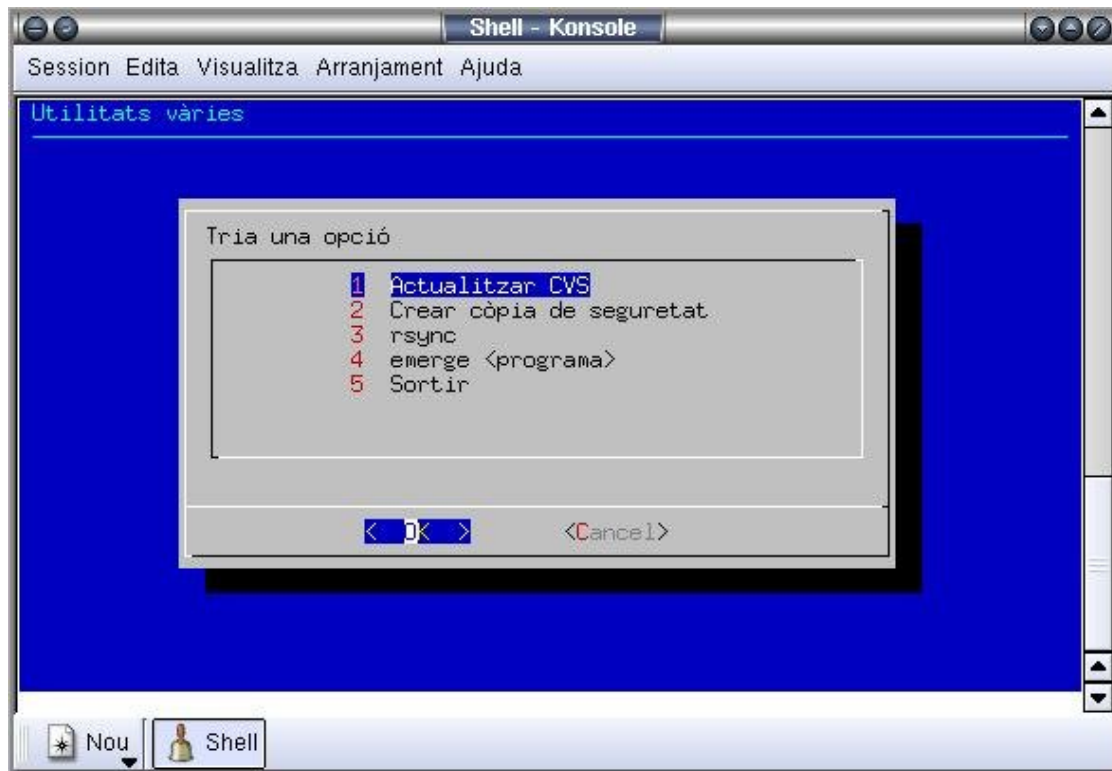 Shell - Konsole
Session Edita Visualitza Arranjament Ajuda
Utilitats vàries
Tria una opció
1 Actualitzar CVS
2 Crear còpia de seguretat
3 rsync
4 emerge <programa>
5 Sortir
< OK > <Cancel>
Nou Shell